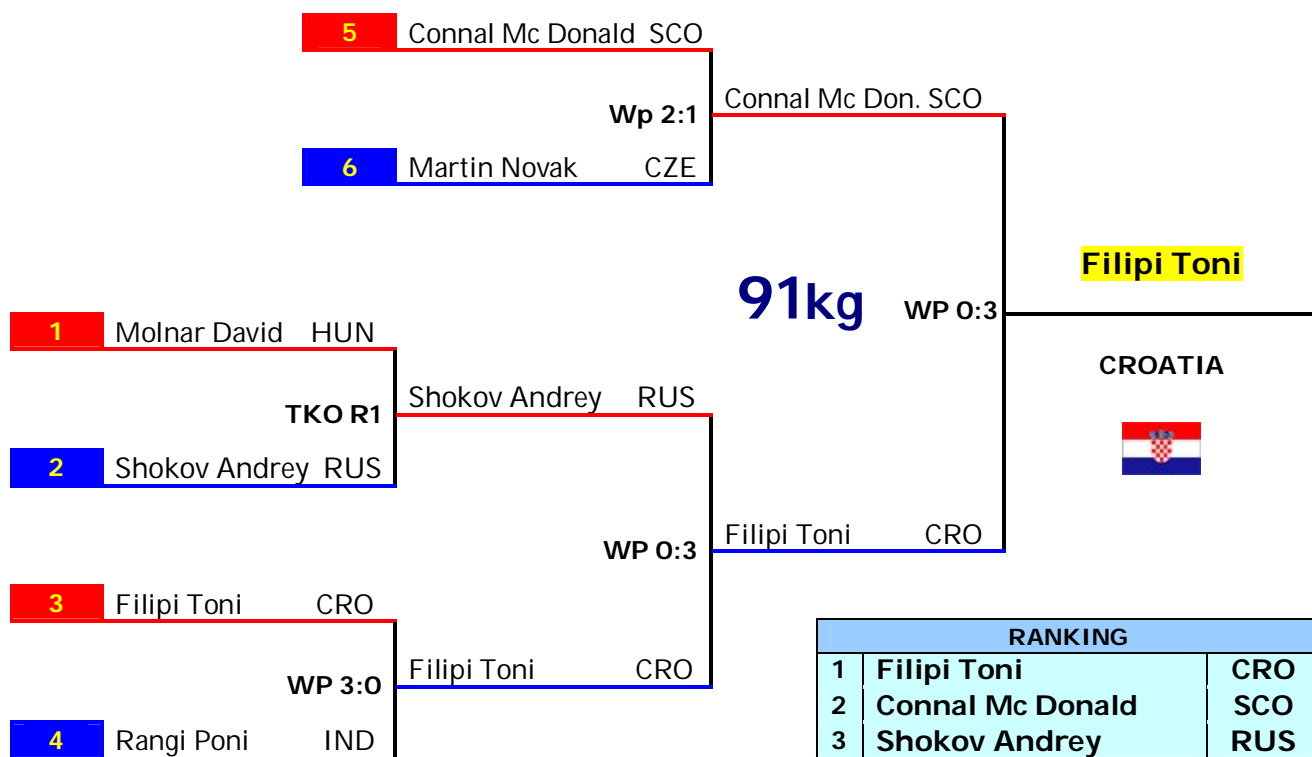 5 Connal Mc Donald SCO
Connal Mc Don. SCO
Wp 2:1
6 Martin Novak CZE
Filipi Toni
91kg WP 0:3
1 Molnar David HUN
CROATIA
Shokov Andrey RUS
TKO R1
2 Shokov Andrey RUS
Filipi Toni CRO
WP 0:3
3 Filipi Toni CRO
RANKING
Filipi Toni CRO
1 Filipi Toni CRO
WP 3:0
2 Connal Mc Donald SCO
4 Rangi Poni IND
3 Shokov Andrey RUS